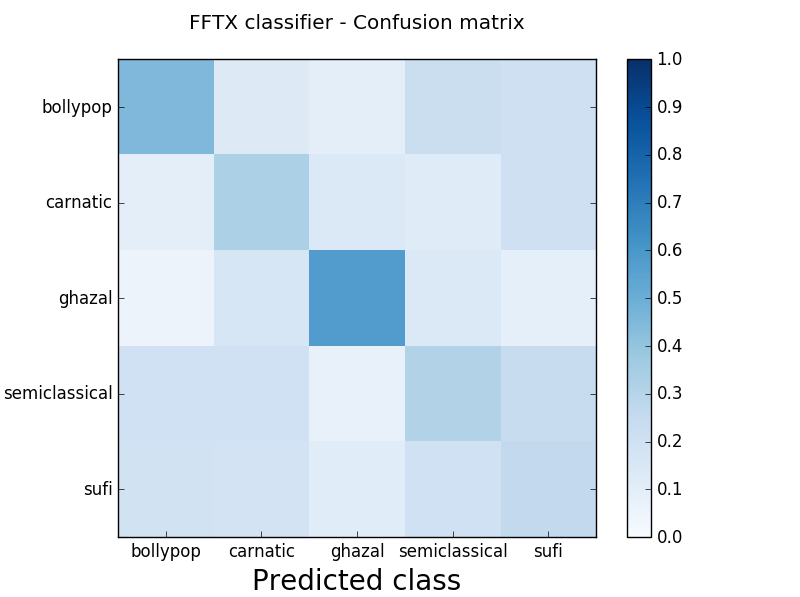 FFTX classifier - Confusion matrix
bollypop
carnatic
ghazal
semiclassical
sufi
bollypop carnatic ghazal semiclassical sufi
Predicted class
1.0
0.9
0.8
0.7
0.6
0.5
0.4
0.3
0.2
0.1
0.0